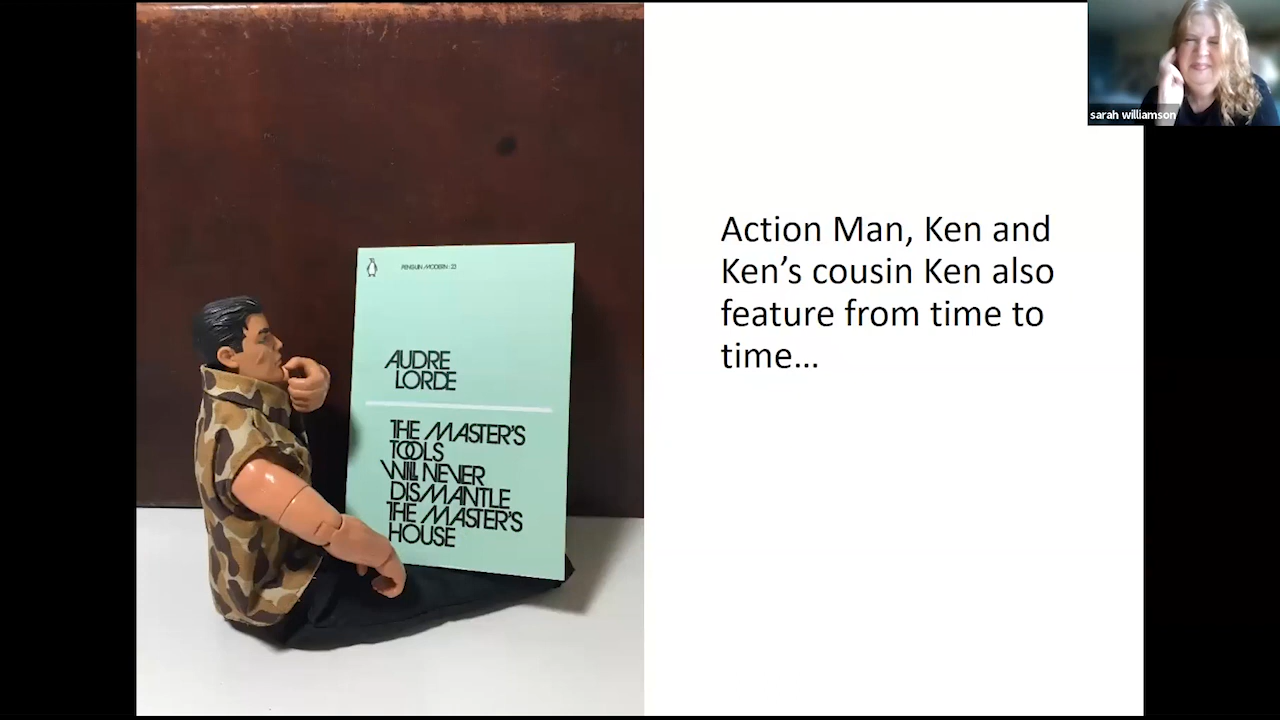 sarah williamson
PENGUIN MODERN: 23
AUDRE
LORDE
THE MASTER'S
TOOLS
WILL NEVER
DISMANTLE
THE MASTER'S
HOUSE
Action Man, Ken and
Ken’s cousin Ken also
feature from time to
time…